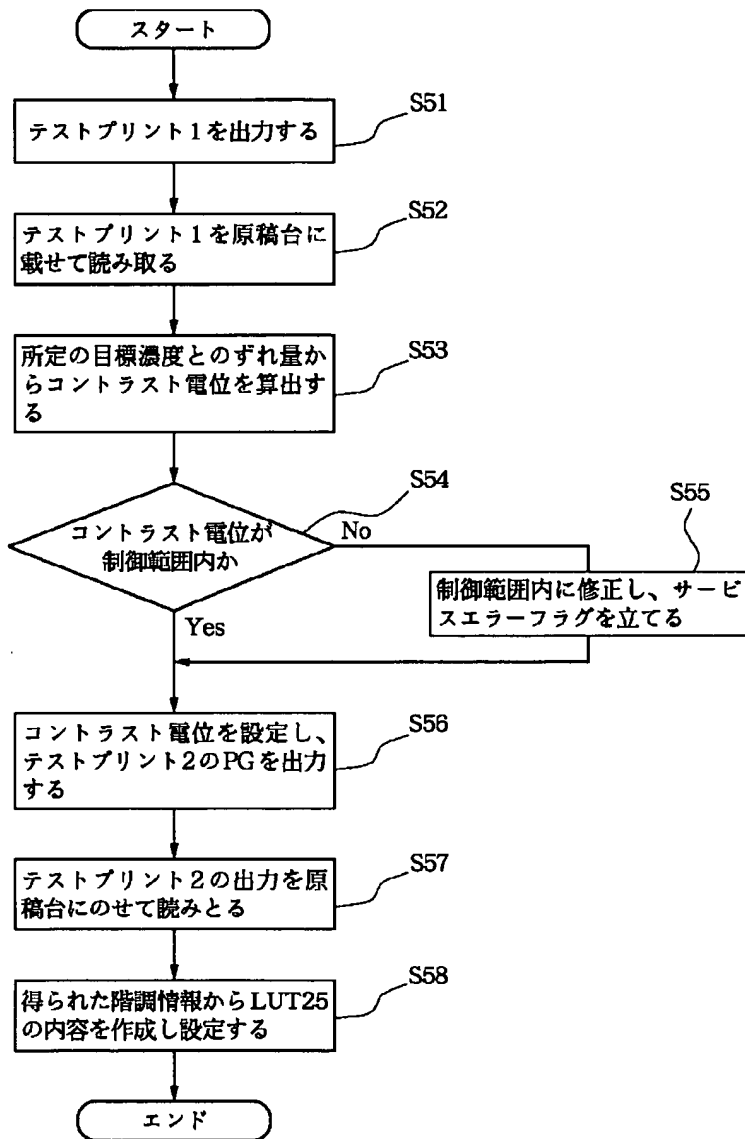 スタート
S51
テストプリント1を出力する
S52
テストプリント1を原稿台に
載せて読み取る
S53
所定の目標濃度とのずれ量か
らコントラスト電位を算出す
る
S54
コントラスト電位が
制御範囲内か
No
Yes
S55
制御範囲内に修正し、サービ
スエラーフラグを立てる
S56
コントラスト電位を設定し、
テストプリント2のPGを出力
する
S57
テストプリント2の出力を原
稿台にのせて読みとる
S58
得られた階調情報からLUT25
の内容を作成し設定する
エンド